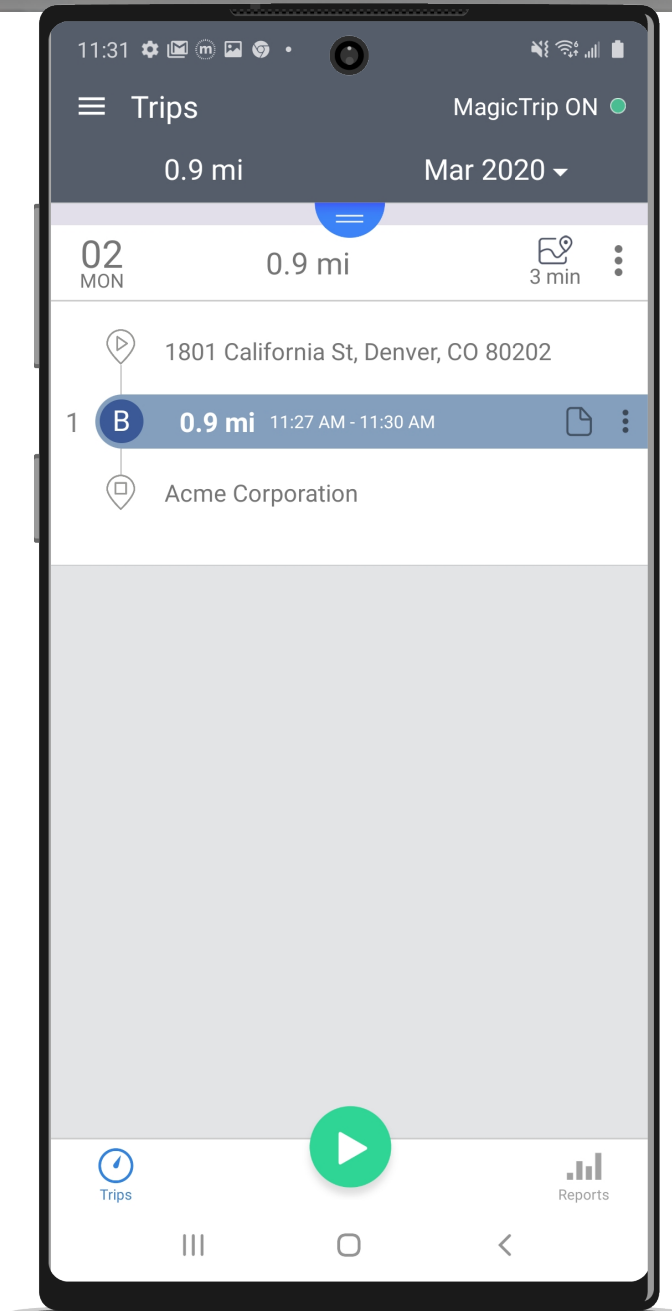 11:31
Trips MagicTrip ON
0.9 mi Mar 2020
02 0.9 mi
MON 3 min
1801 California St, Denver, CO 80202
1 B 0.9 mi 11:27 AM - 11:30 AM
Acme Corporation
Trips Reports